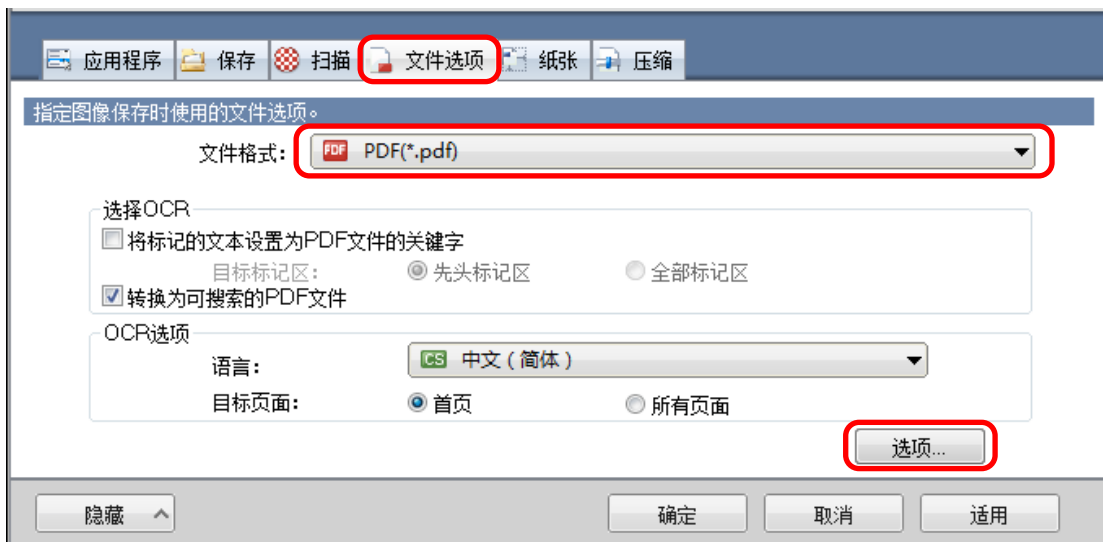 应用程序 保存 扫描 文件选项 纸张 压缩
指定图像保存时使用的文件选项。
文件格式： PDF PDF(*.pdf)
选择OCR
将标记的文本设置为PDF文件的关键字
目标标记区： 先头标记区 全部标记区
转换为可搜索的PDF文件
OCR选项
语言： CS 中文（简体）
目标页面： 首页 所有页面
选项...
隐藏 确定 取消 适用